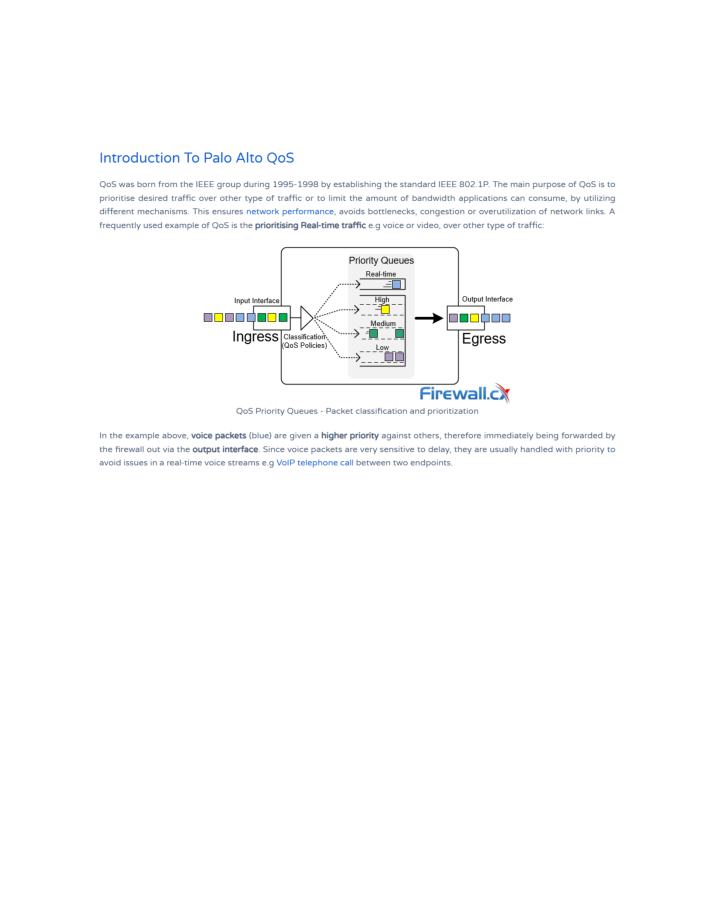 Introduction To Palo Alto QoS
QoS was born from the IEEE group during 1995-1998 by establishing the standard IEEE 802.1P. The main purpose of QoS is to
prioritise desired traffic over other type of traffic or to limit the amount of bandwidth applications can consume, by utilizing
different mechanisms. This ensures network performance, avoids bottlenecks, congestion or overutilization of network links. A
frequently used example of QoS is the prioritising Real-time traffic e.g voice or video, over other type of traffic:
Priority Queues
Real-time
Input Interface
High
Output Interface
Medium
Ingress
Classification
(QoS Policies)
Egress
Low
Firewall.cx
QoS Priority Queues - Packet classification and prioritization
In the example above, voice packets (blue) are given a higher priority against others, therefore immediately being forwarded by
the firewall out via the output interface. Since voice packets are very sensitive to delay, they are usually handled with priority to
avoid issues in a real-time voice streams e.g VoIP telephone call between two endpoints.